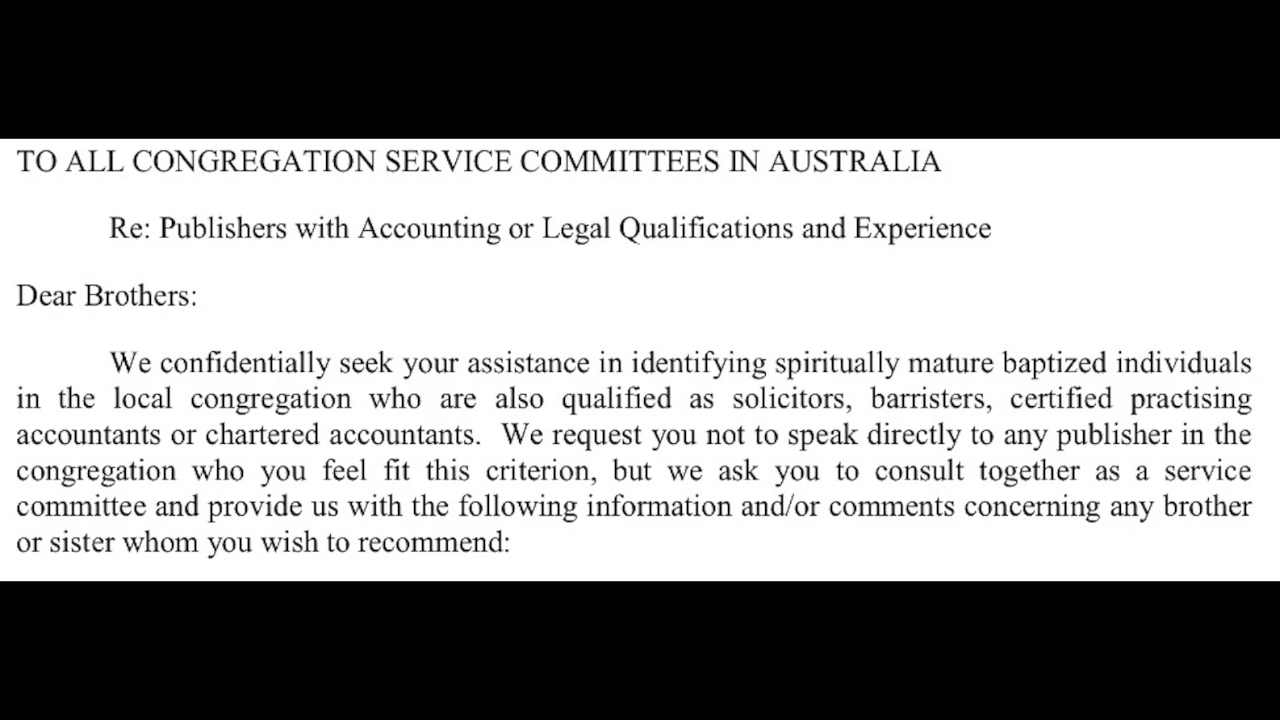 TO ALL CONGREGATION SERVICE COMMITTEES IN AUSTRALIA
Re: Publishers with Accounting or Legal Qualifications and Experience
Dear Brothers:
We confidentially seek your assistance in identifying spiritually mature baptized individuals
in the local congregation who are also qualified as solicitors, barristers, certified practising
accountants or chartered accountants. We request you not to speak directly to any publisher in the
congregation who you feel fit this criterion, but we ask you to consult together as a service
committee and provide us with the following information and/or comments concerning any brother
or sister whom you wish to recommend: